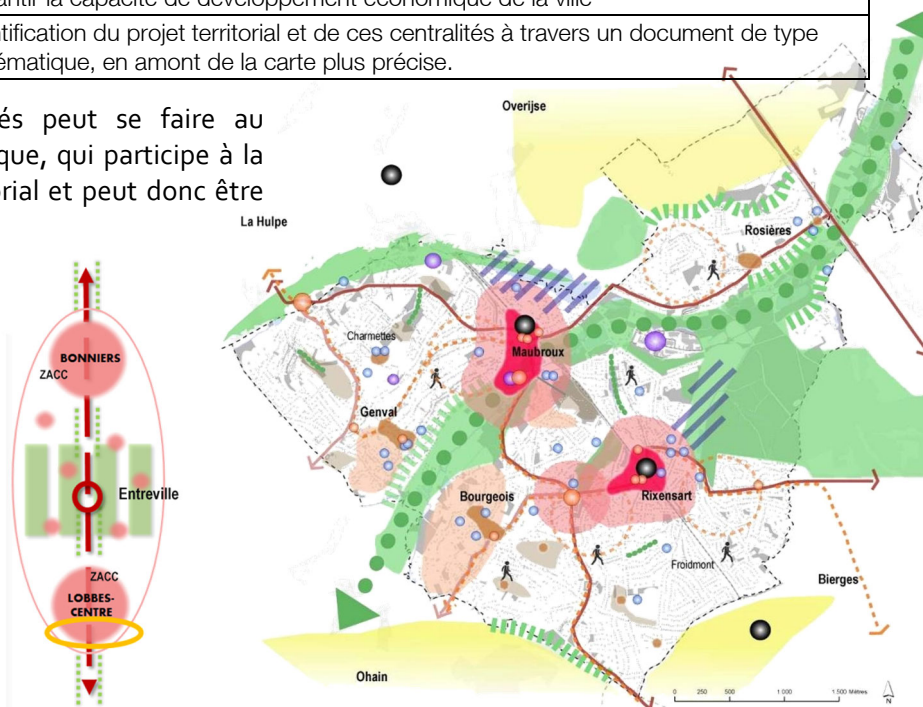 antir la capacité de développement économique de la ville
ntification du projet territorial et de ces centralités à travers un document de type
ématique, en amont de la carte plus précise.
és peut se faire au
que, qui participe à la
rial et peut donc être
BONNIERS
ZACC
Entreville
ZACC
LOBBES-
CENTRE
Overijse
La Hulpe
Rosières
Charmettes
Maubroux
Genval
Bourgeois
Rixensart
Froidmont
Bierges
Ohain
0 250 500 1 000 1 500 Mètres
N